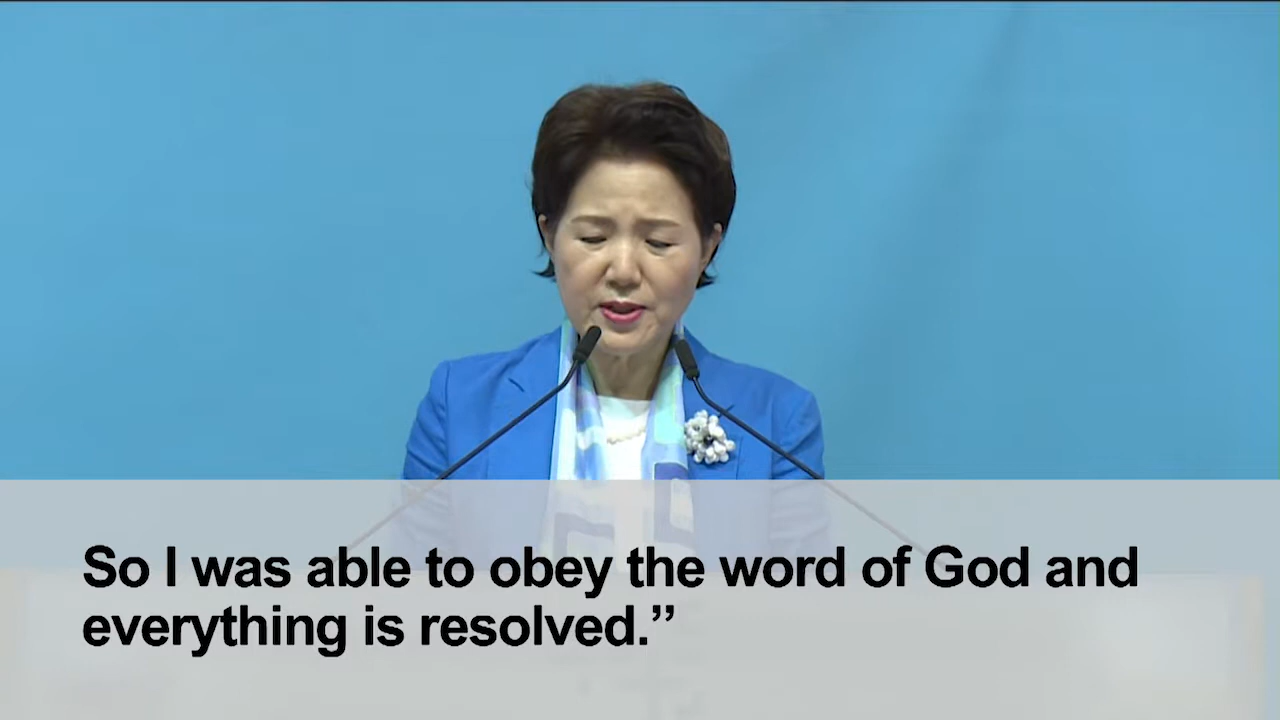 So I was able to obey the word of God and
everything is resolved.”